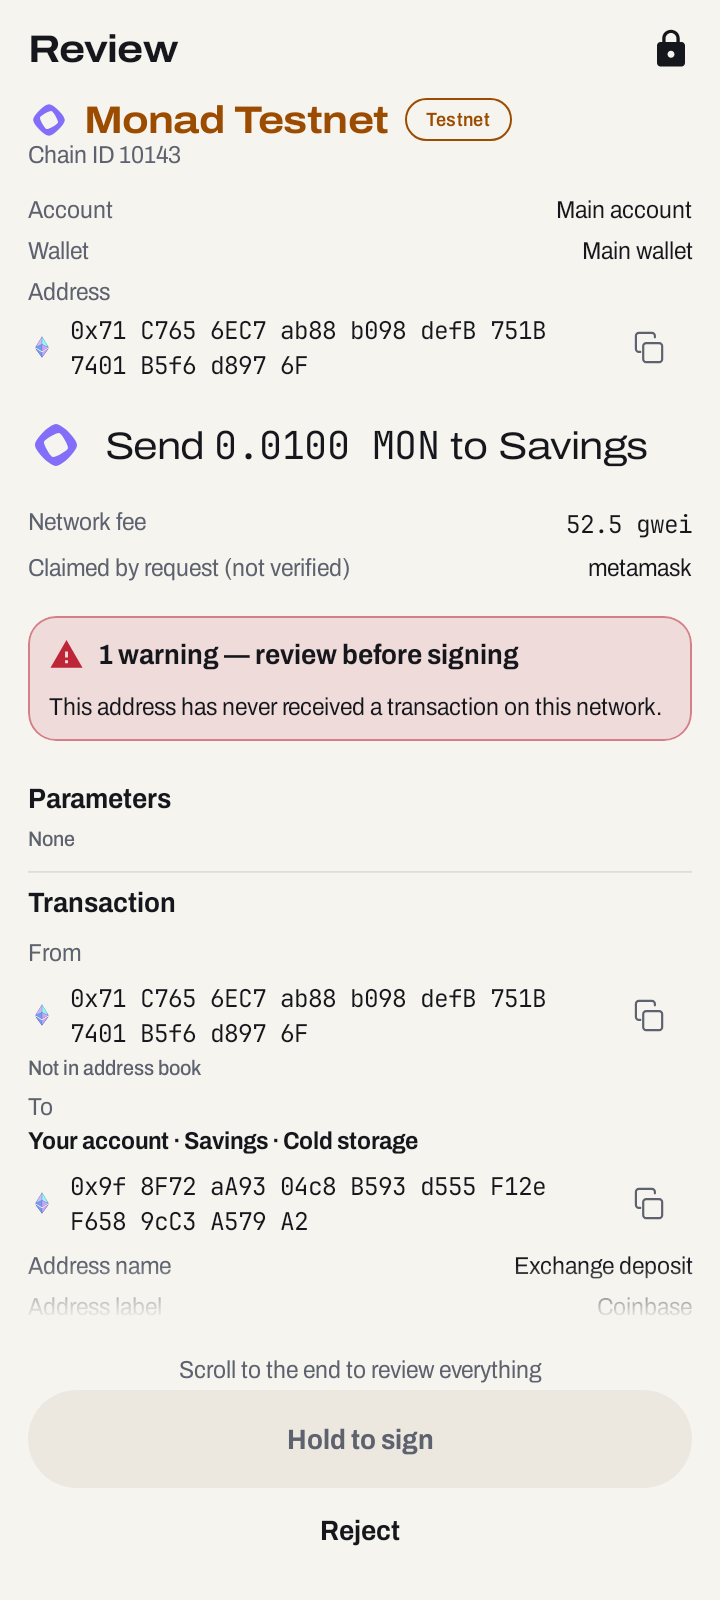 Review
Monad Testnet
Testnet
Chain ID 10143
Account
Main account
Wallet
Main wallet
Address
0x71 C765 6EC7 ab88 b098 defB 751B
7401 B5f6 d897 6F
Send 0.0100 MON to Savings
Network fee
52.5 gwei
Claimed by request (not verified)
metamask
1 warning — review before signing
This address has never received a transaction on this network.
Parameters
None
Transaction
From
0x71 C765 6EC7 ab88 b098 defB 751B
7401 B5f6 d897 6F
Not in address book
To
Your account · Savings · Cold storage
0x9f 8F72 aA93 04c8 B593 d555 F12e
F658 9cC3 A579 A2
Address name
Exchange deposit
Address label
Coinbase
Scroll to the end to review everything
Hold to sign
Reject